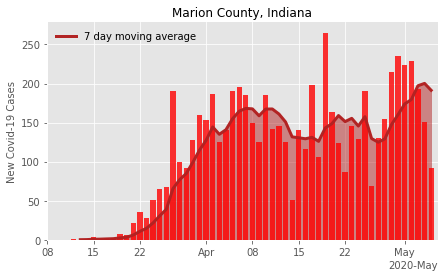 Marion County, Indiana
7 day moving average
New Covid-19 Cases
250
200
150
100
50
0
08
15
22
Apr
08
15
22
May
2020-May